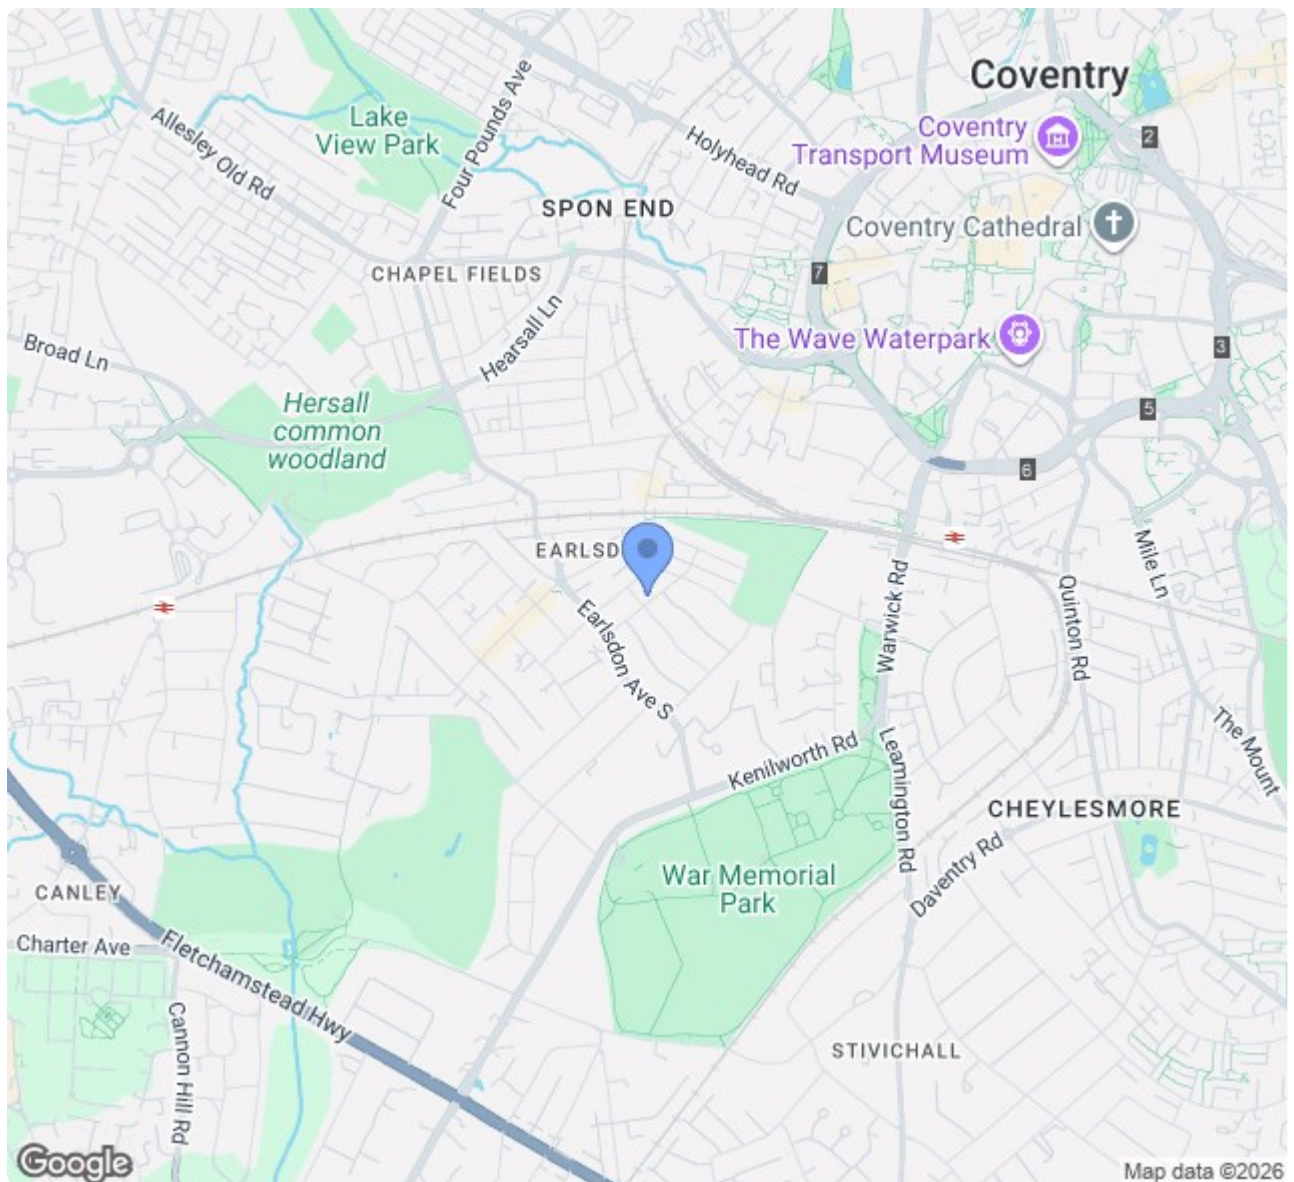 Coventry
Coventry
Transport Museum
2
Lake
View Park
Allesley Old Rd
Four Pounds Ave
Holyhead Rd
SPON END
Coventry Cathedral
CHAPEL FIELDS
7
Hearsall Ln
The Wave Waterpark
3
Broad Ln
Hersall
common
woodland
5
6
EARLSD
Mile Ln
Warwick Rd
Quinton Rd
Earlsdon Ave S
Kenilworth Rd
Leamington Rd
The Mount
CHEYLESMORE
War Memorial
Park
Daventry Rd
CANLEY
Charter Ave
Fletchamstead Hwy
Cannon Hill Rd
STIVICHALL
Google
Map data ©2026